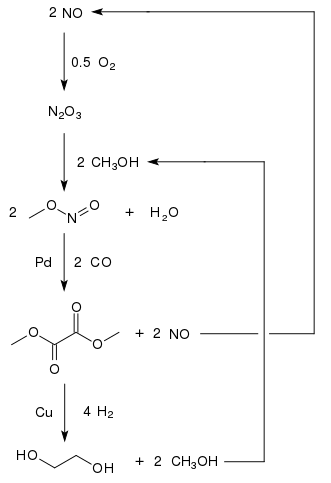 2 NO
0.5 O₂
N₂O₃
2 CH₃OH
2 O N O + H₂O
Pd 2 CO
O
O
O
O
+ 2 NO
Cu 4 H₂
HO
OH
+ 2 CH₃OH